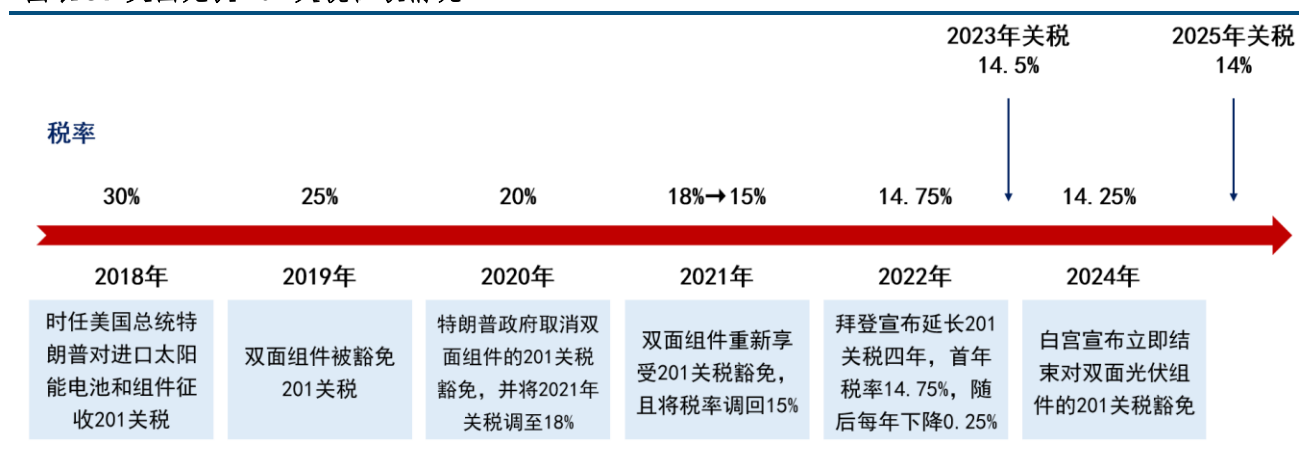 2023年关税
14.5%
2025年关税
14%
税率
30%
25%
20%
18%→15%
14.75%
14.25%
2018年
2019年
2020年
2021年
2022年
2024年
时任美国总统特
朗普对进口太阳
能电池和组件征
收201关税
双面组件被豁免
201关税
特朗普政府取消双
面组件的201关税
豁免，并将2021年
关税调至18%
双面组件重新享
受201关税豁免，
且将税率调回15%
拜登宣布延长201
关税四年，首年
税率14.75%，随
后每年下降0.25%
白宫宣布立即结
束对双面光伏组
件的201关税豁免